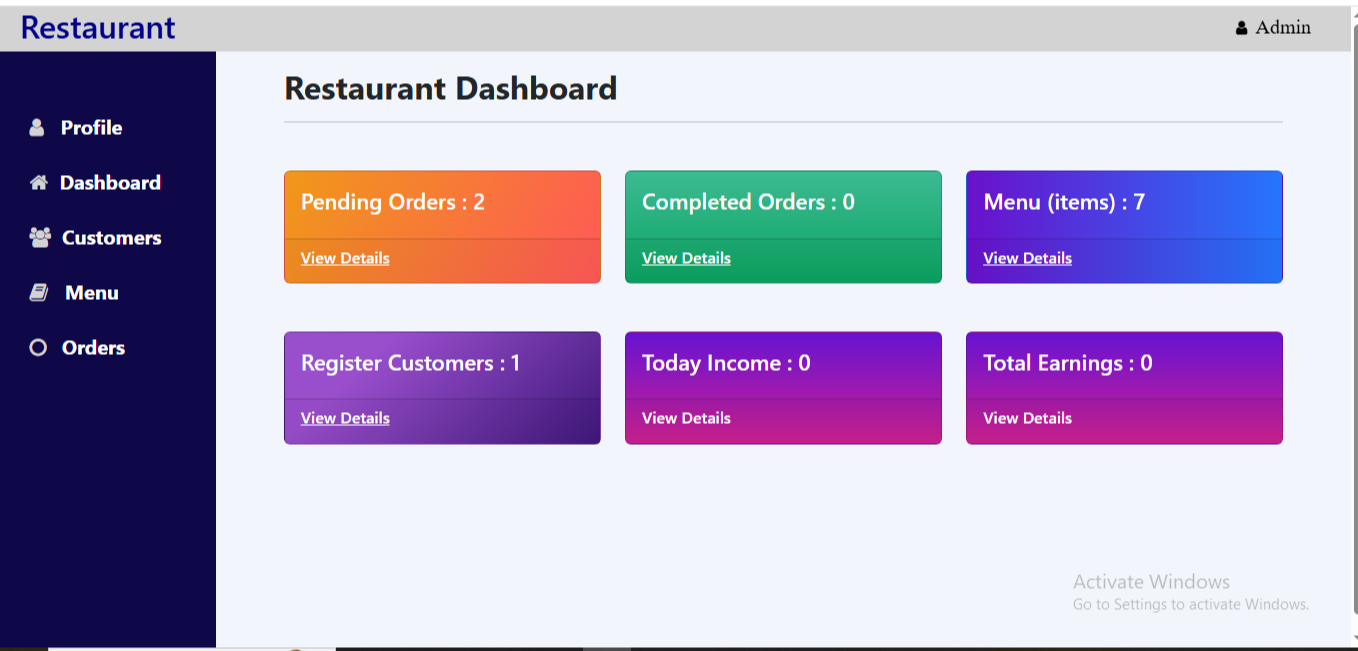 Restaurant
Admin
Profile
Dashboard
Customers
Menu
Orders
Restaurant Dashboard
Pending Orders : 2
View Details
Completed Orders : 0
View Details
Menu (items) : 7
View Details
Register Customers : 1
View Details
Today Income : 0
View Details
Total Earnings : 0
View Details
Activate Windows
Go to Settings to activate Windows.